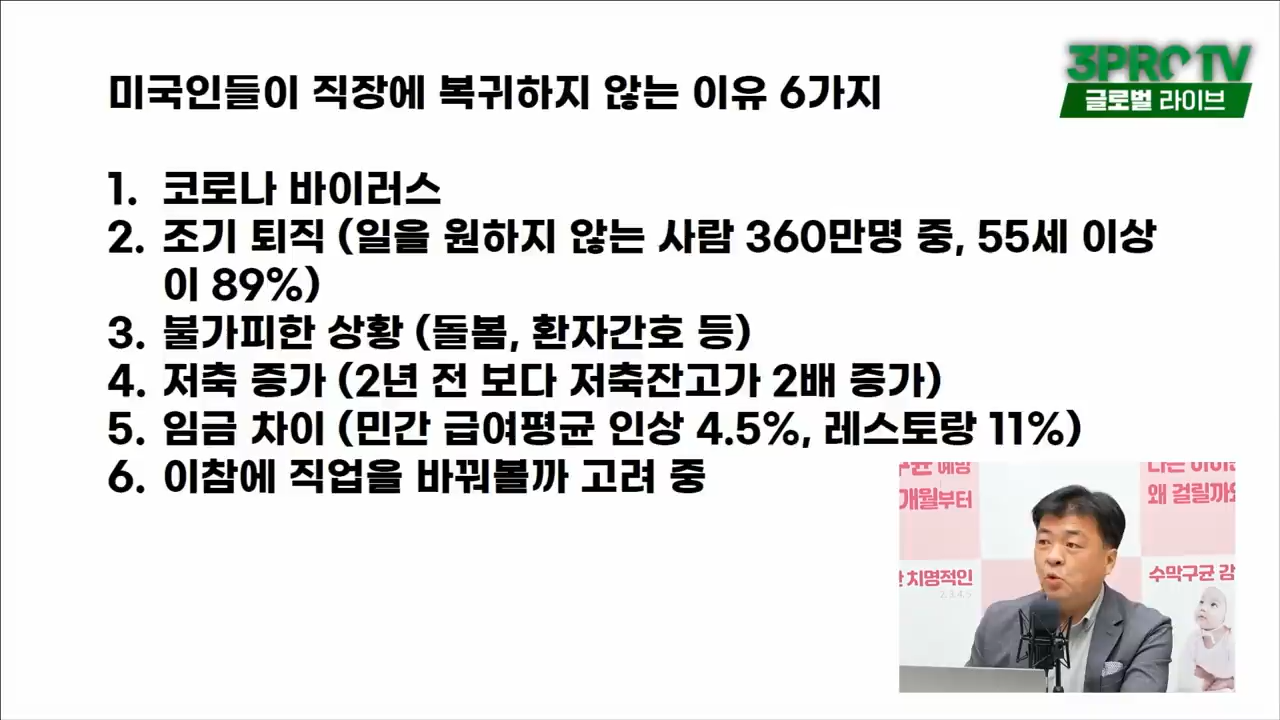 미국인들이 직장에 복귀하지 않는 이유 6가지
3PROTV
글로벌 라이브
1. 코로나 바이러스
2. 조기 퇴직 (일을 원하지 않는 사람 360만명 중, 55세 이상
이 89%)
3. 불가피한 상황 (돌봄, 환자간호 등)
4. 저축 증가 (2년 전 보다 저축잔고가 2배 증가)
5. 임금 차이 (민간 급여평균 인상 4.5%, 레스토랑 11%)
6. 이참에 직업을 바꿔볼까 고려 중
예방
개월부터
왜 걸릴까요
치명적인
수막구균 감